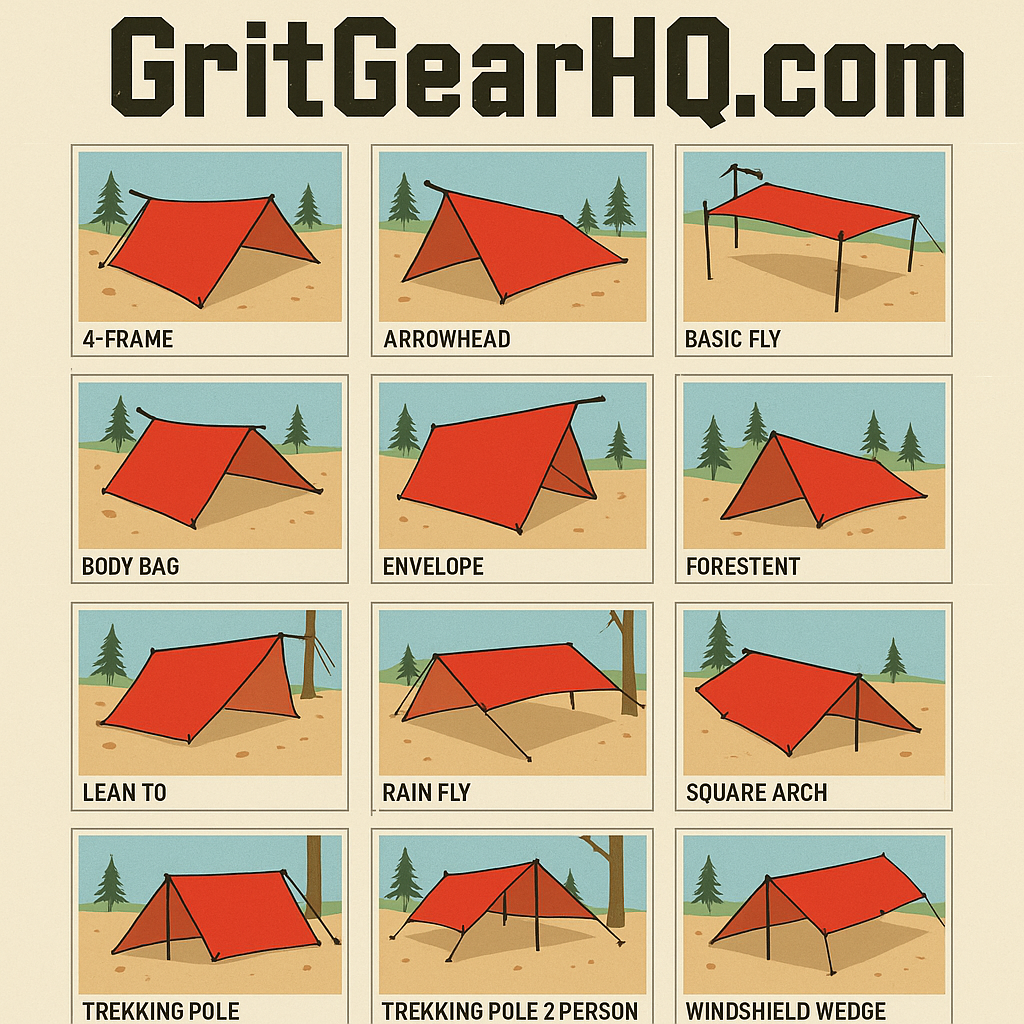 GritGearHQ.com
4-FRAME
ARROWHEAD
BASIC FLY
BODY BAG
ENVELOPE
FORESTENT
LEAN TO
RAIN FLY
SQUARE ARCH
TREKKING POLE
TREKKING POLE 2 PERSON
WINDSHIELD WEDGE